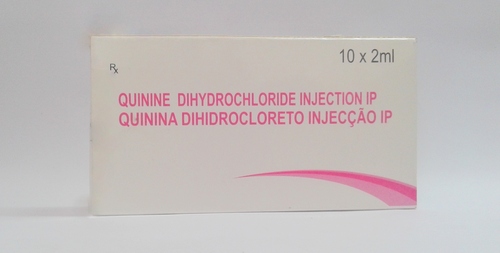 10 x 2ml
Rx
QUININE DIHYDROCHLORIDE INJECTION IP
QUININA DIHIDROCLORETO INJECÇÃO IP